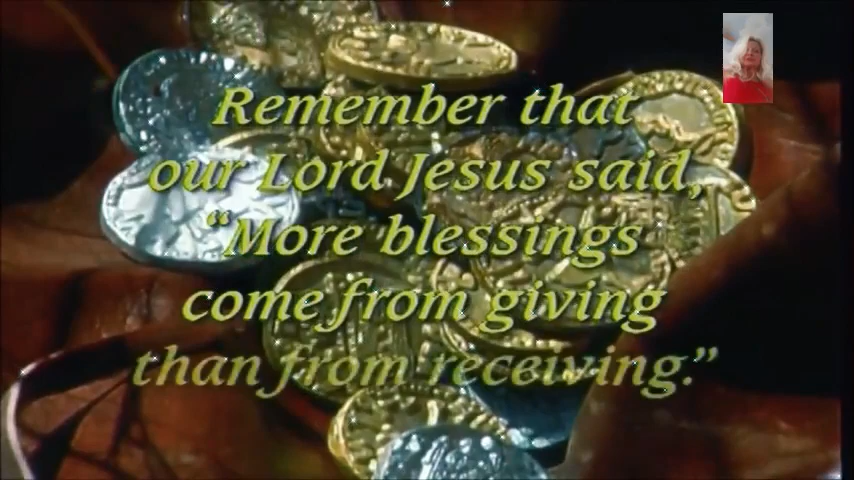 Remember that
our Lord Jesus said,
“More blessings
come from giving
than from receiving.”